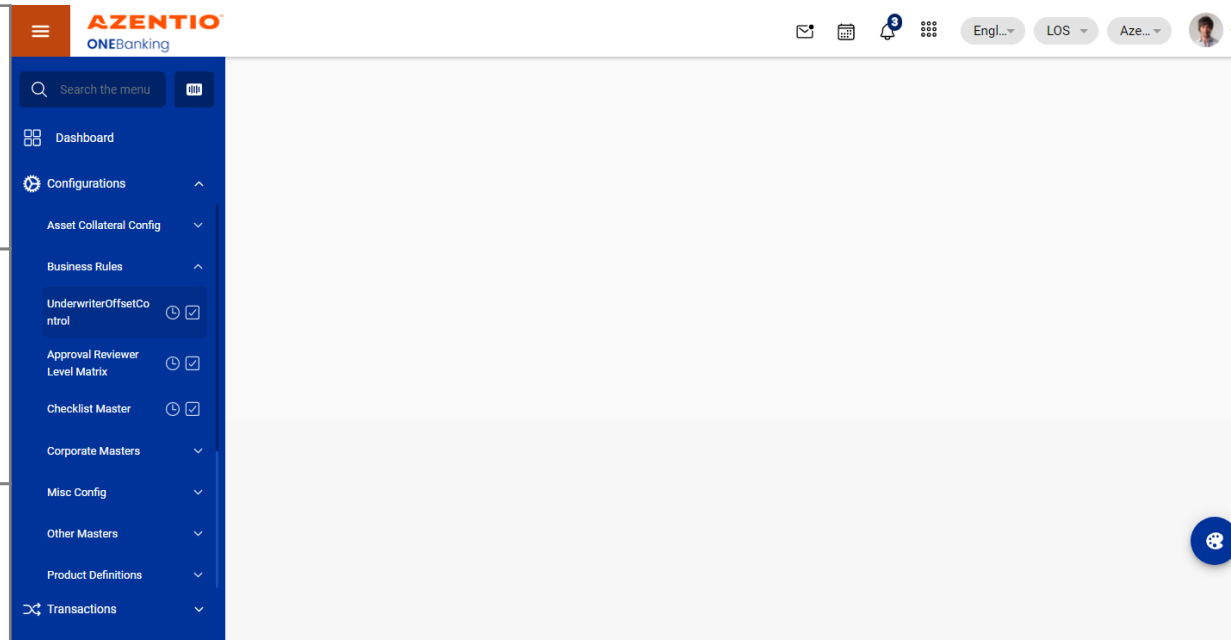 AZENTIO
ONEBanking
3
Engl...
LOS
Aze...
Search the menu
Dashboard
Configurations
Asset Collateral Config
Business Rules
UnderwriterOffsetCo
ntrol
Approval Reviewer
Level Matrix
Checklist Master
Corporate Masters
Misc Config
Other Masters
Product Definitions
Transactions